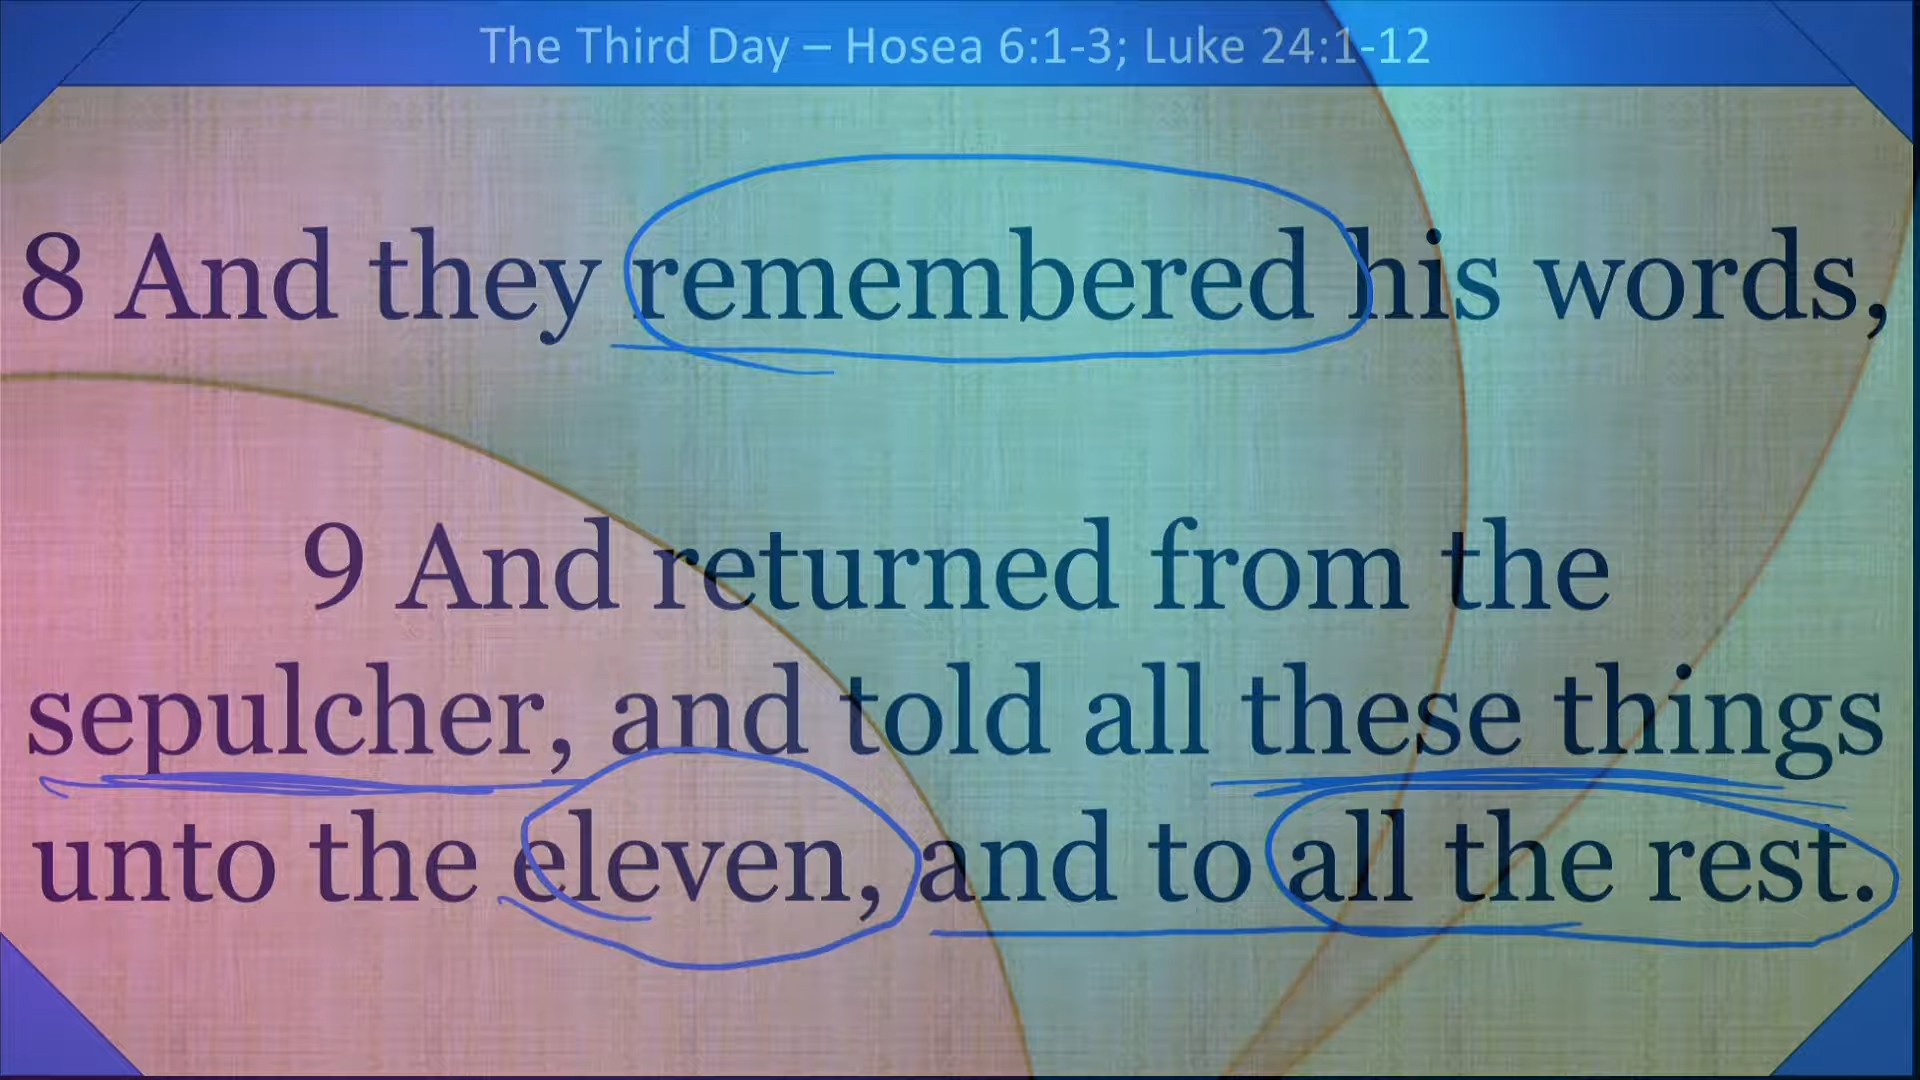 The Third Day – Hosea 6:1-3; Luke 24:1-12
8 And they remembered his words,
9 And returned from the
sepulcher, and told all these things
unto the eleven, and to all the rest.